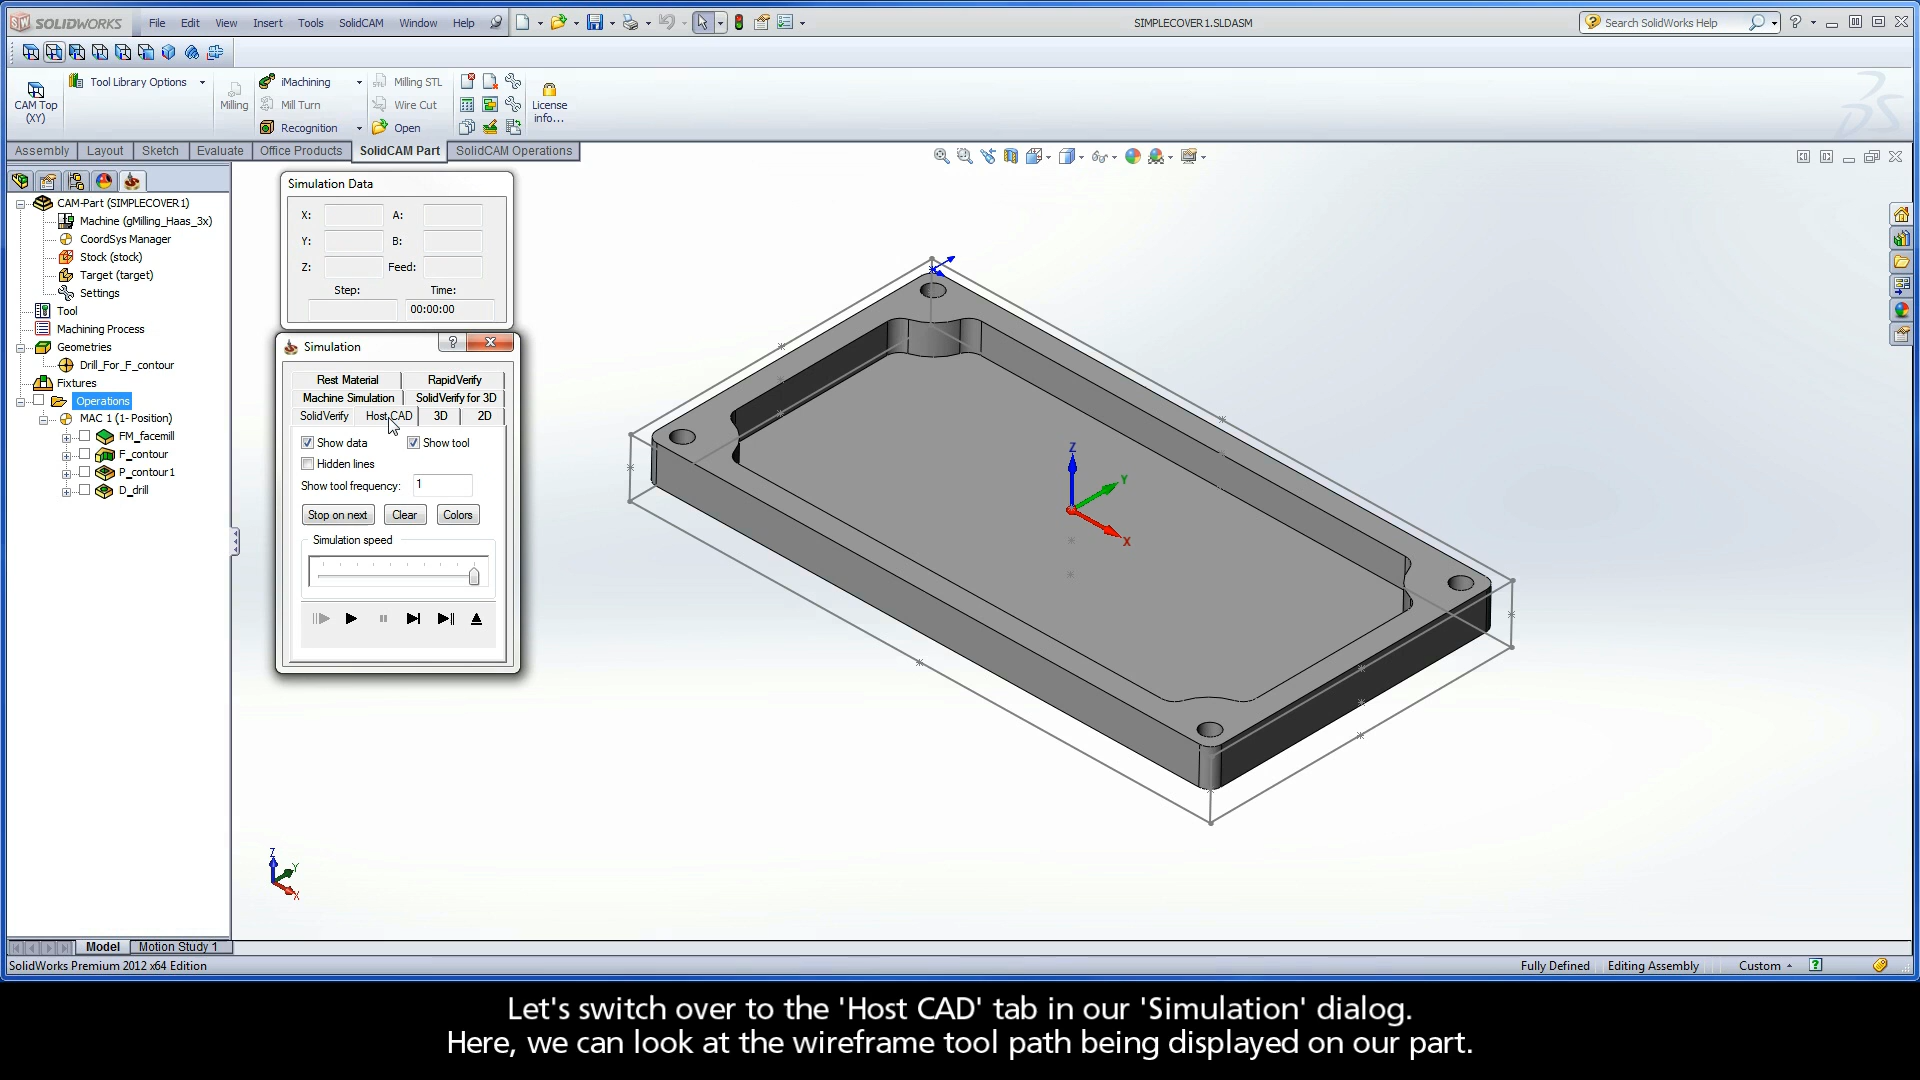 SOLIDWORKS File Edit View Insert Tools SolidCAM Window Help SIMPLECOVER1.SLDASM Search SolidWorks Help
CAM Top (XY)
Tool Library Options
Milling
iMachining
Mill Turn
Recognition
Milling STL
Wire Cut
Open
License info...
Assembly Layout Sketch Evaluate Office Products SolidCAM Part SolidCAM Operations
CAM-Part (SIMPLECOVER1)
Machine (gMilling_Haas_3x)
CoordSys Manager
Stock (stock)
Target (target)
Settings
Tool
Machining Process
Geometries
Drill_For_F_contour
Fixtures
Operations
MAC 1 (1- Position)
FM_facemill
F_contour
P_contour1
D_drill
Simulation Data
X: A:
Y: B:
Z: Feed:
Step: Time:
00:00:00
Simulation
Rest Material RapidVerify
Machine Simulation SolidVerify for 3D
SolidVerify Host CAD 3D 2D
Show data Show tool
Hidden lines
Show tool frequency: 1
Stop on next Clear Colors
Simulation speed
Z
Y
X
Z
Y
X
Model Motion Study 1
SolidWorks Premium 2012 x64 Edition Fully Defined Editing Assembly Custom
Let's switch over to the 'Host CAD' tab in our 'Simulation' dialog.
Here, we can look at the wireframe tool path being displayed on our part.